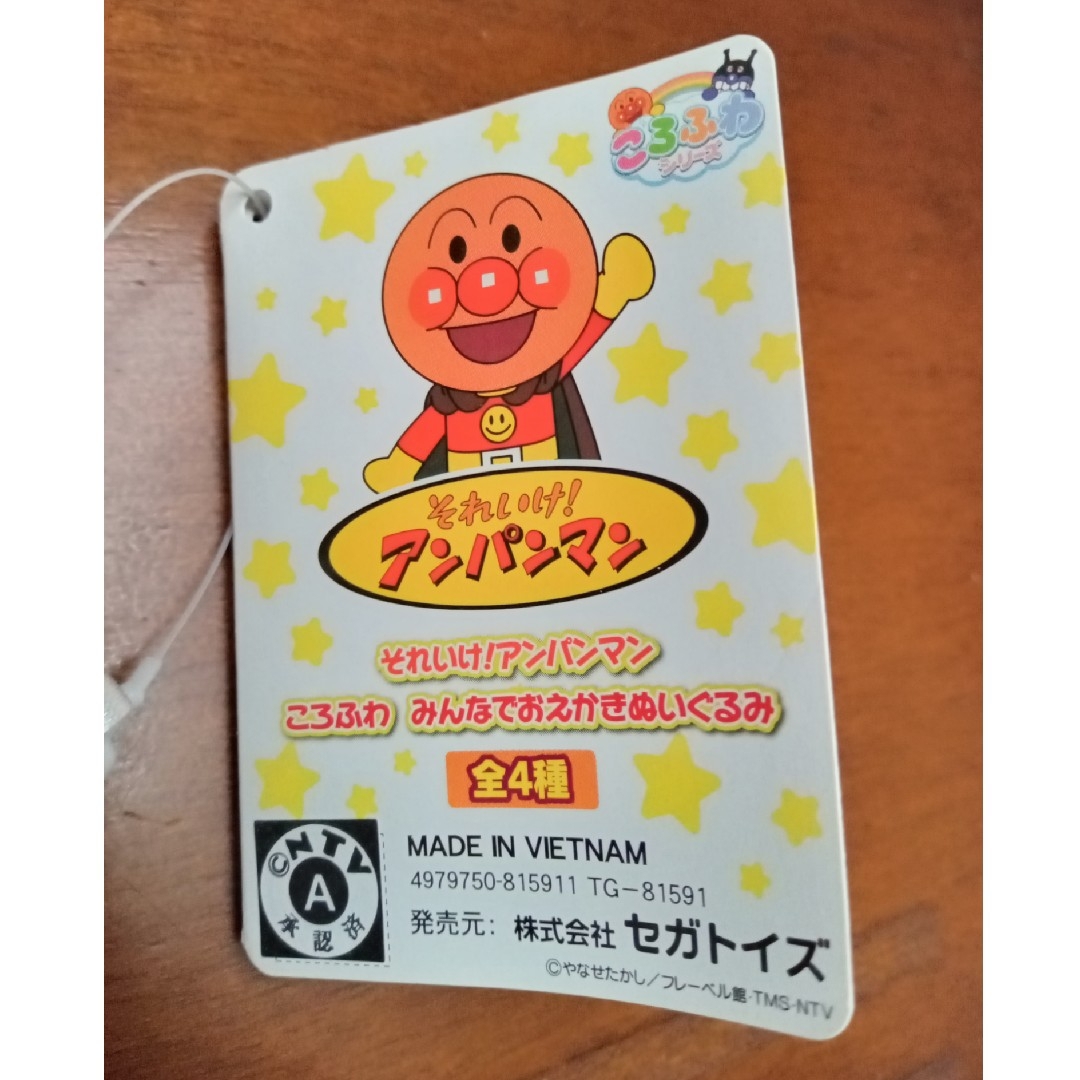 ころふわ
シリーズ
それいけ!
アンパンマン
それいけ!アンパンマン
ころふわ みんなでおえかきぬいぐるみ
全4種
©NTV
A
承認済
MADE IN VIETNAM
4979750-815911 TG-81591
発売元: 株式会社 セガトイズ
©やなせたかし/フレーベル館・TMS・NTV